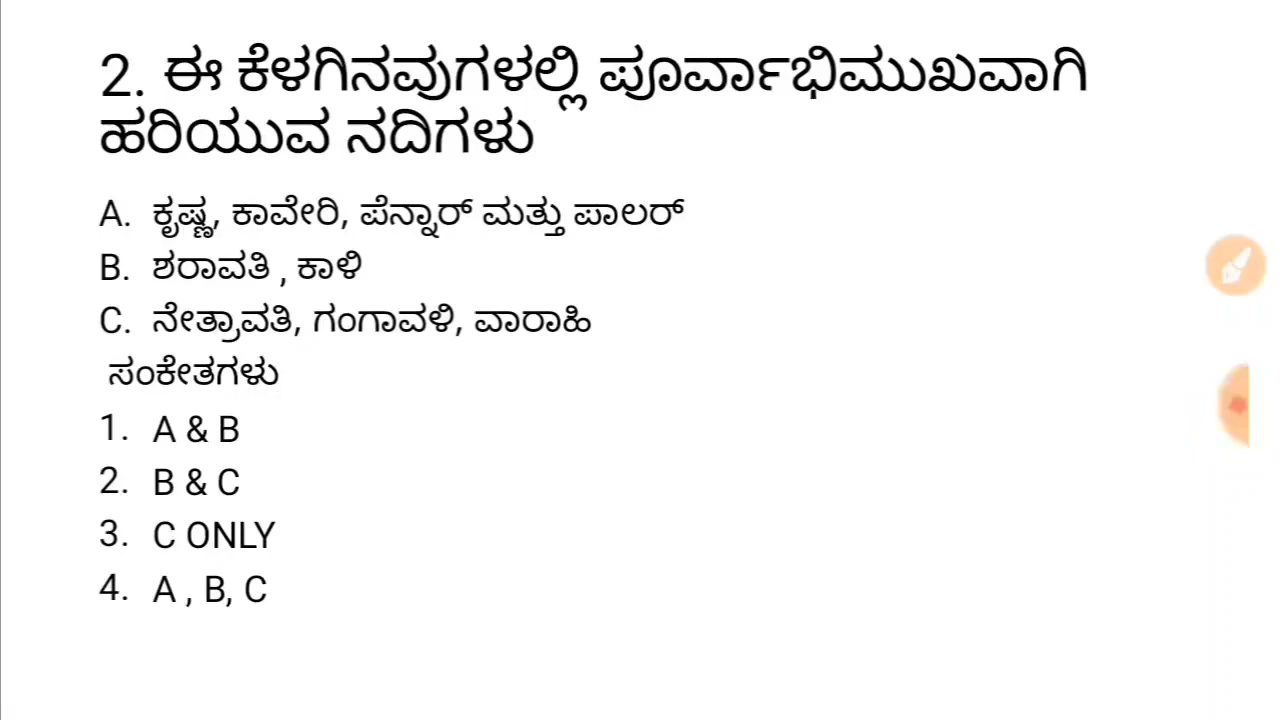 2. ಈ ಕೆಳಗಿನವುಗಳಲ್ಲಿ ಪೂರ್ವಾಭಿಮುಖವಾಗಿ
ಹರಿಯುವ ನದಿಗಳು
A. ಕೃಷ್ಣ, ಕಾವೇರಿ, ಪೆನ್ನಾರ್ ಮತ್ತು ಪಾಲರ್
B. ಶರಾವತಿ , ಕಾಳಿ
C. ನೇತ್ರಾವತಿ, ಗಂಗಾವಳಿ, ವಾರಾಹಿ
ಸಂಕೇತಗಳು
1. A & B
2. B & C
3. C ONLY
4. A , B, C